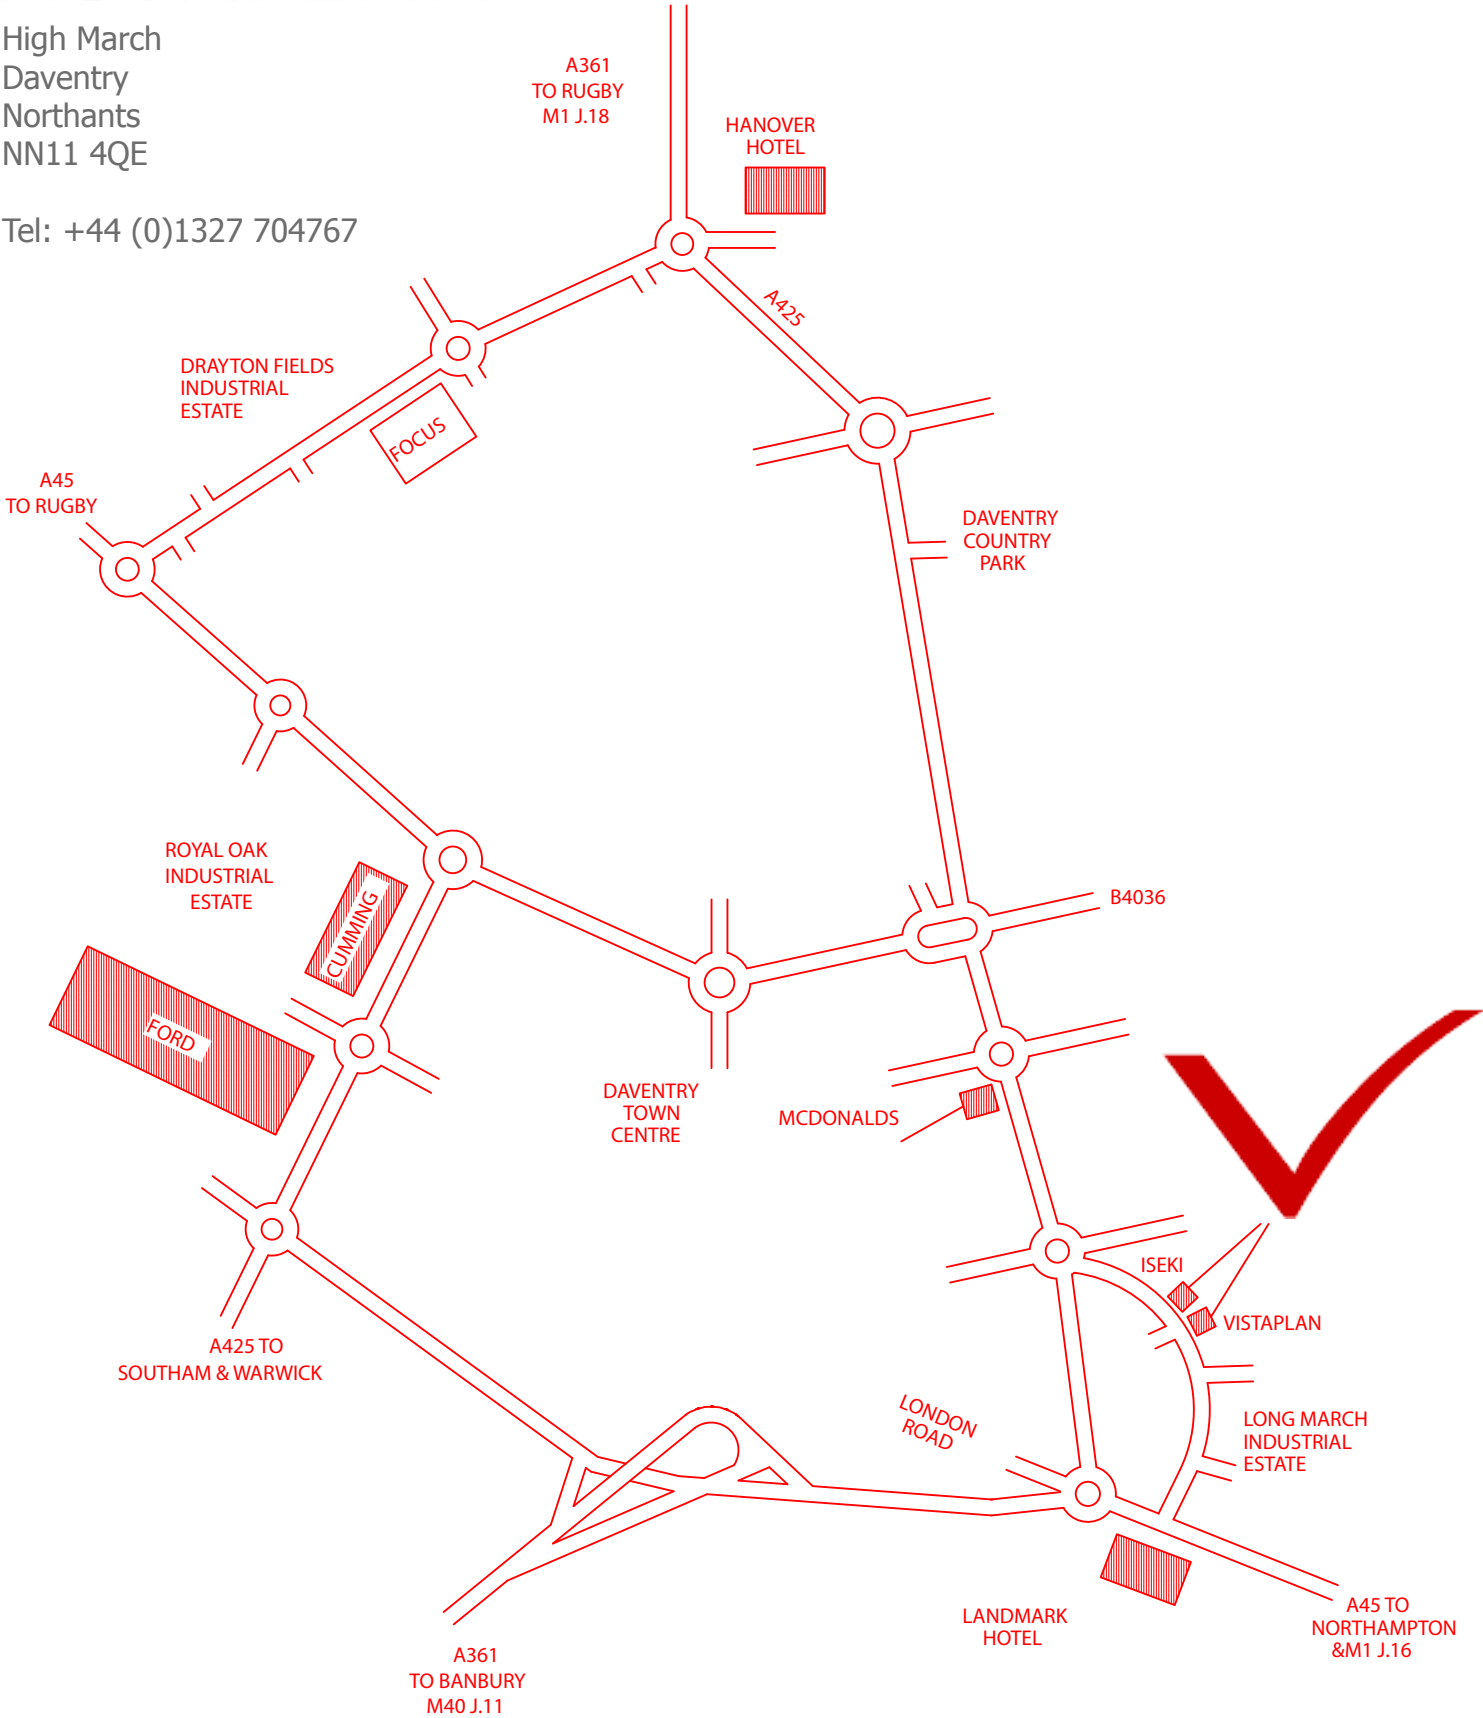 High March
Daventry
Northants
NN11 4QE
Tel: +44 (0)1327 704767
A361
TO RUGBY
M1 J.18
HANOVER
HOTEL
A425
DRAYTON FIELDS
INDUSTRIAL
ESTATE
FOCUS
A45
TO RUGBY
DAVENTRY
COUNTRY
PARK
ROYAL OAK
INDUSTRIAL
ESTATE
CUMMING
FORD
B4036
DAVENTRY
TOWN
CENTRE
MCDONALDS
ISEKI
VISTAPLAN
A425 TO
SOUTHAM & WARWICK
LONDON
ROAD
LONG MARCH
INDUSTRIAL
ESTATE
LANDMARK
HOTEL
A45 TO
NORTHAMPTON
&M1 J.16
A361
TO BANBURY
M40 J.11